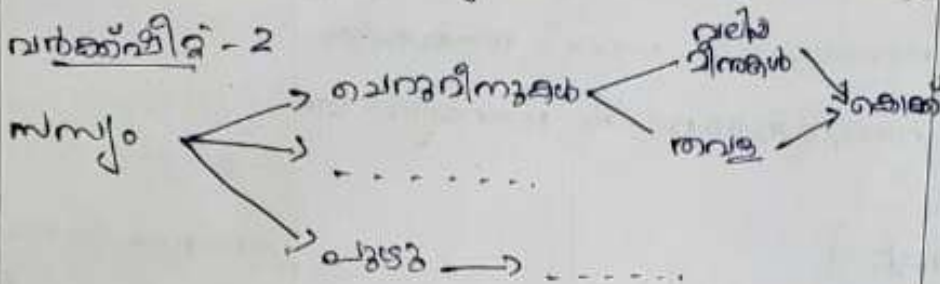 വർക്ക്ഷീറ്റ് - 2
സസ്യം
ചെറുമീനുകൾ
വലിയ
മീനുകൾ
തവള
കൊക്ക്
. . . . . . . .
പുഴു
. . . . . . .